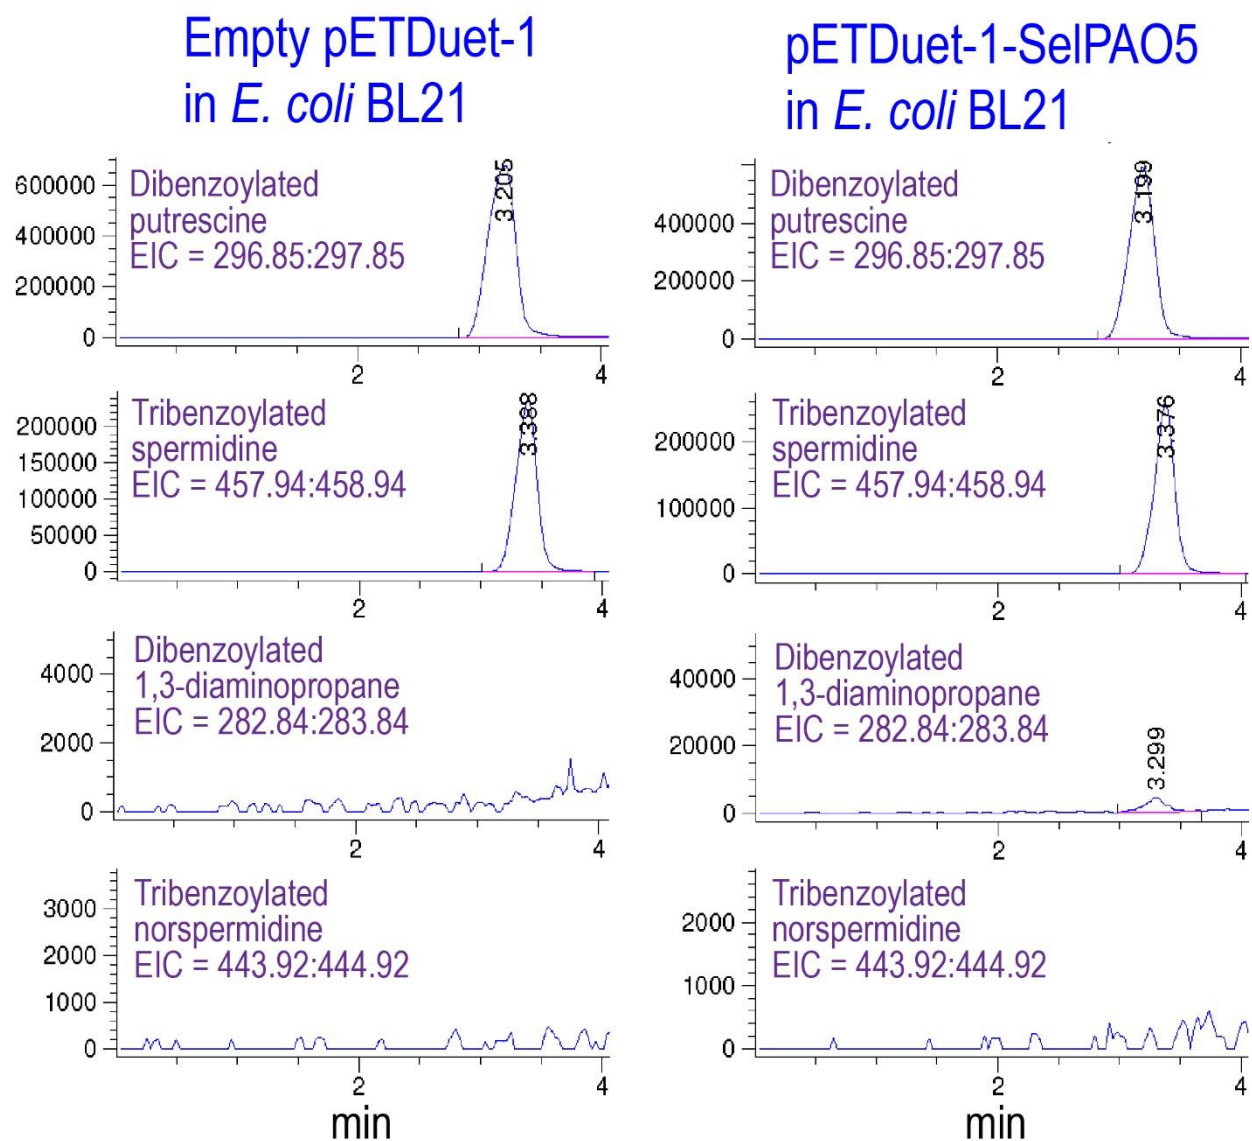 Empty pETDuet-1
in E. coli BL21
pETDuet-1-SelPAO5
in E. coli BL21
Dibenzoylated
putrescine
EIC = 296.85:297.85
3.205
600000
400000
200000
0
2
4
Dibenzoylated
putrescine
EIC = 296.85:297.85
3.199
400000
200000
0
2
4
Tribenzoylated
spermidine
EIC = 457.94:458.94
3.388
200000
150000
100000
50000
0
2
4
Tribenzoylated
spermidine
EIC = 457.94:458.94
3.376
200000
100000
0
2
4
Dibenzoylated
1,3-diaminopropane
EIC = 282.84:283.84
4000
2000
0
2
4
Dibenzoylated
1,3-diaminopropane
EIC = 282.84:283.84
3.299
40000
20000
0
2
4
Tribenzoylated
norspermidine
EIC = 443.92:444.92
3000
2000
1000
0
2
4
min
Tribenzoylated
norspermidine
EIC = 443.92:444.92
2000
1000
0
2
4
min